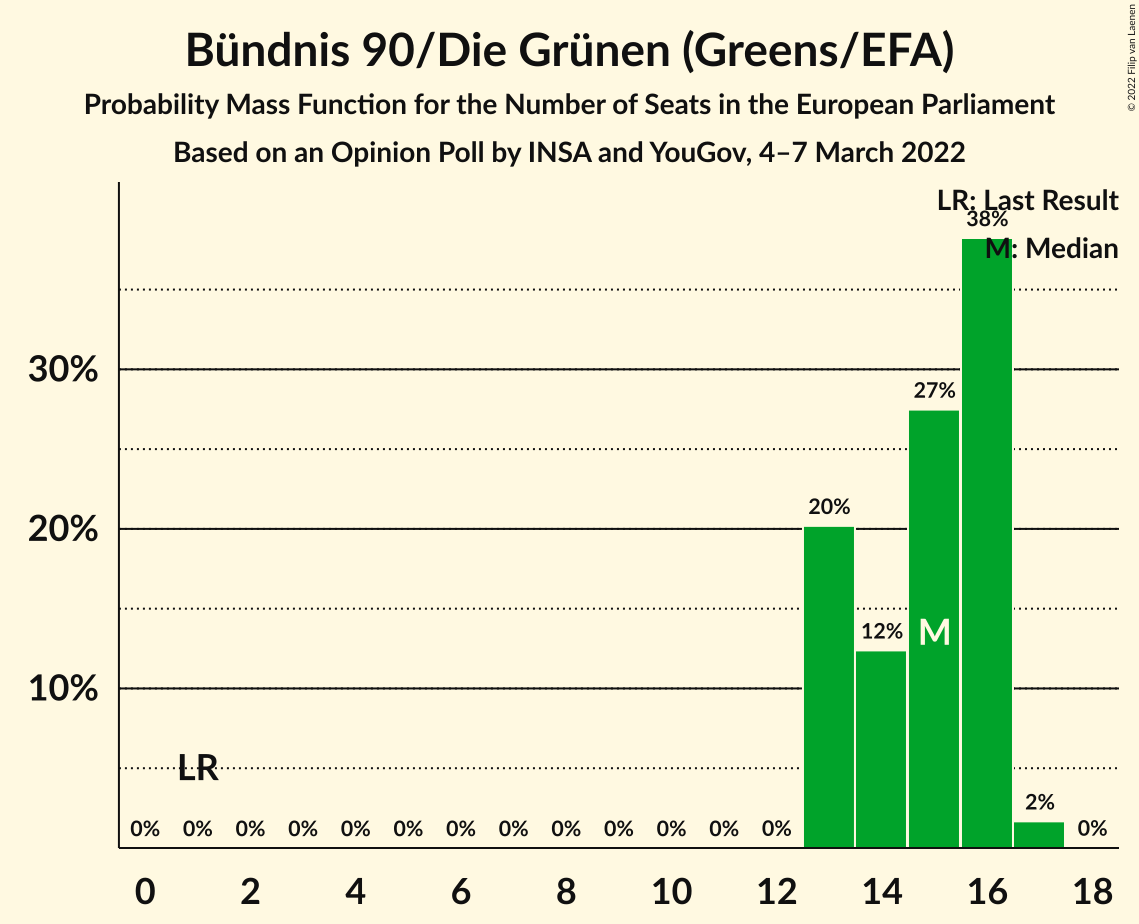 Bündnis 90/Die Grünen (Greens/EFA)
Probability Mass Function for the Number of Seats in the European Parliament
Based on an Opinion Poll by INSA and YouGov, 4–7 March 2022
© 2022 Filip van Laenen
LR: Last Result
M: Median
38%
30%
27%
20%
20%
12%
M
10%
LR
2%
0% 0% 0% 0% 0% 0% 0% 0% 0% 0% 0% 0% 0% 0%
0 2 4 6 8 10 12 14 16 18